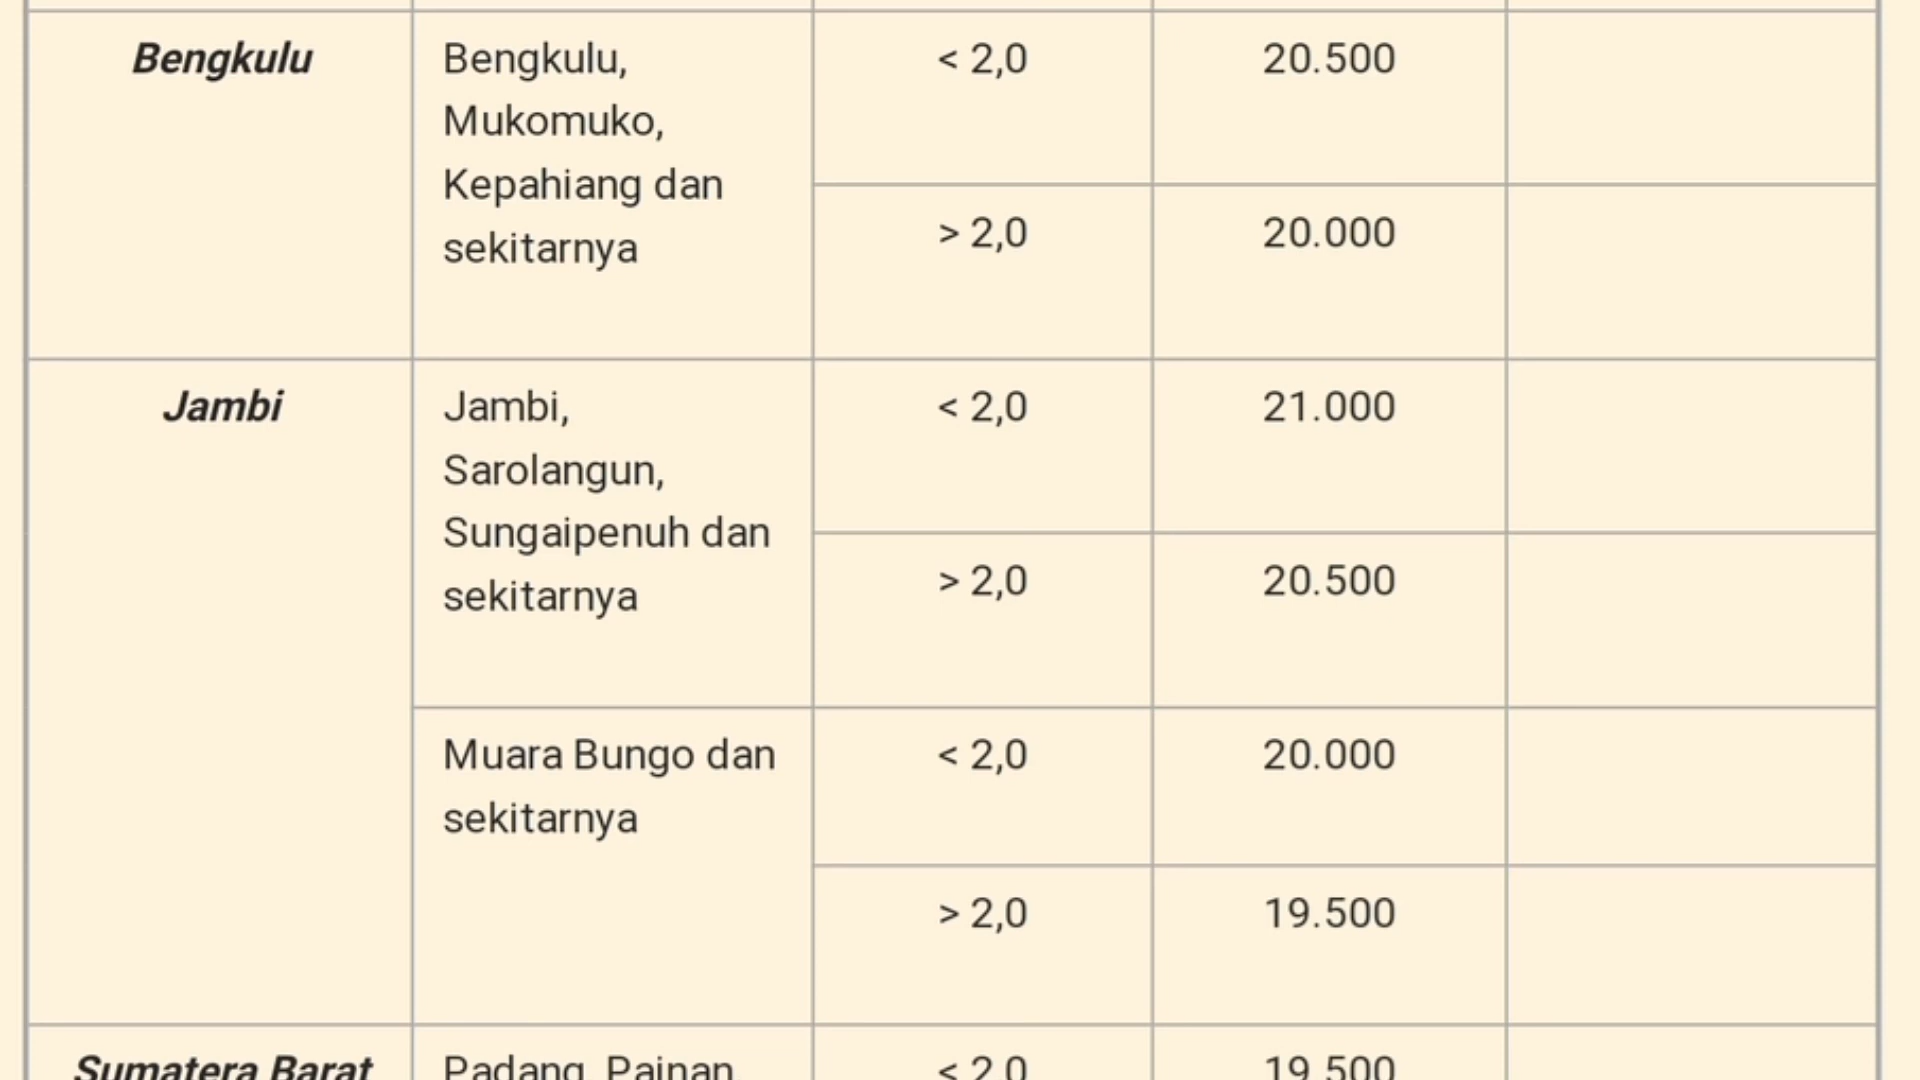 Bengkulu
Bengkulu,
Mukomuko,
Kepahiang dan
sekitarnya
< 2,0
20.500
> 2,0
20.000
Jambi
Jambi,
Sarolangun,
Sungaipenuh dan
sekitarnya
< 2,0
21.000
> 2,0
20.500
Muara Bungo dan
sekitarnya
< 2,0
20.000
> 2,0
19.500
Sumatera Barat
Padang, Painan
< 2,0
19.500